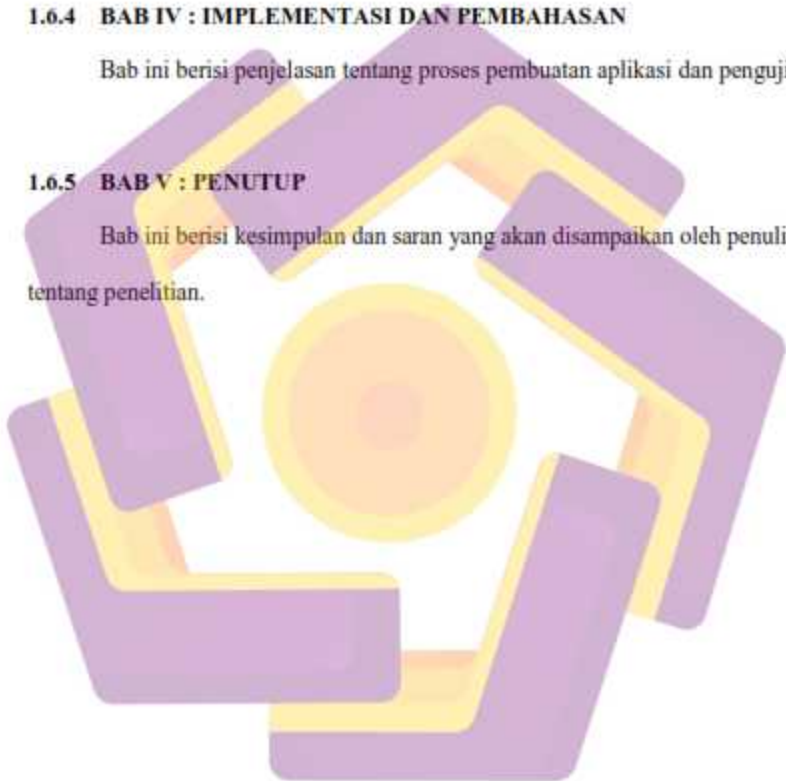 1.6.4 BAB IV : IMPLEMENTASI DAN PEMBAHASAN
Bab ini berisi penjelasan tentang proses pembuatan aplikasi dan penguji
1.6.5 BAB V : PENUTUP
Bab ini berisi kesimpulan dan saran yang akan disampaikan oleh penuli
tentang penelitian.